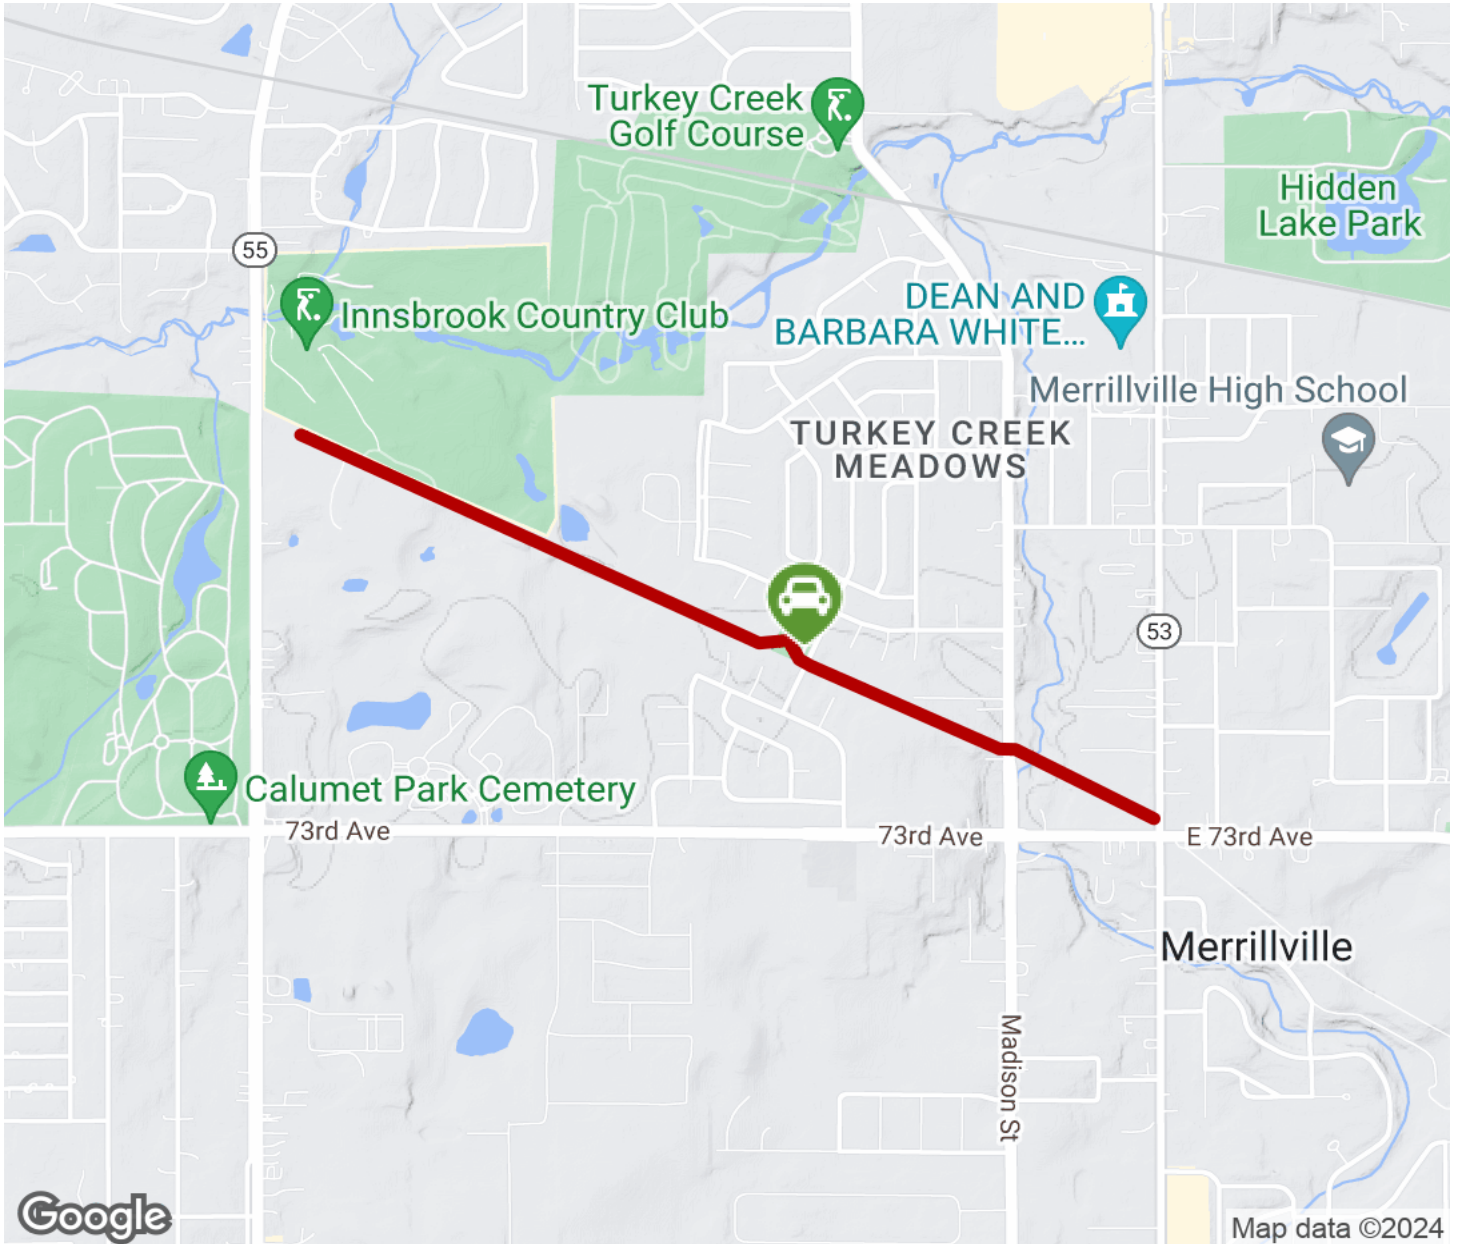 Turkey Creek
Golf Course
Hidden
Lake Park
55
Innsbrook Country Club
DEAN AND
BARBARA WHITE...
Merrillville High School
TURKEY CREEK
MEADOWS
53
Calumet Park Cemetery
73rd Ave
73rd Ave
E 73rd Ave
Merrillville
Madison St
Google
Map data ©2024